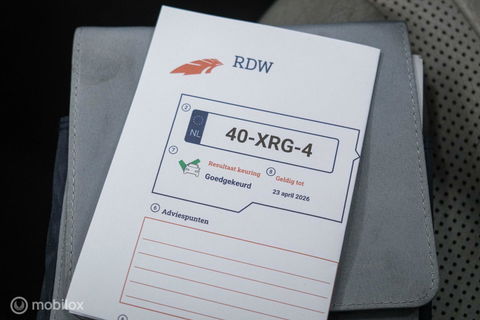 RDW
2
NL
40-XRG-4
7
Resultaat keuring
Goedgekeurd
8
Geldig tot
23 april 2026
6 Adviespunten
mobilox